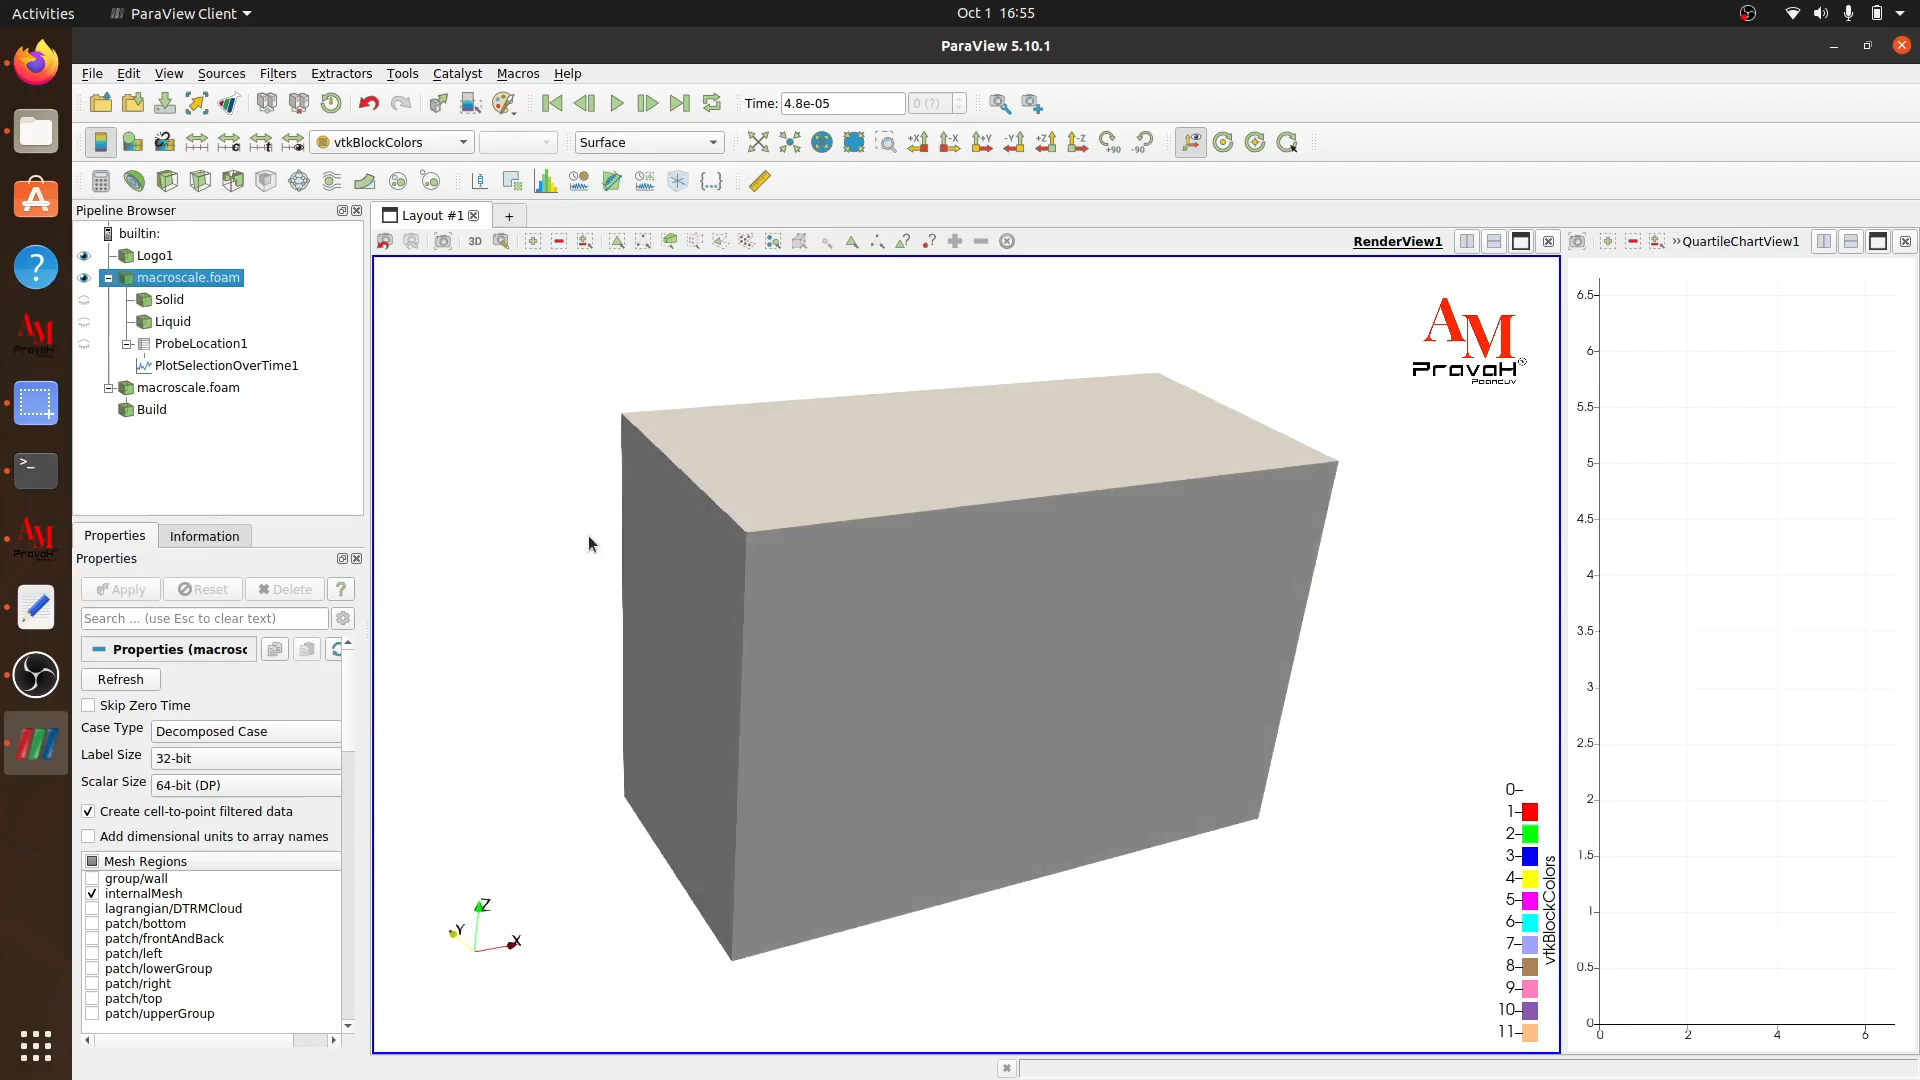 Activities
ParaView Client
Oct 1 16:55
ParaView 5.10.1
File Edit View Sources Filters Extractors Tools Catalyst Macros Help
Time: 4.8e-05
0 (?)
vtkBlockColors
Surface
+X -X +Y -Y +Z -Z +90 -90
Pipeline Browser
builtin:
Logo1
macroscale.foam
Solid
Liquid
ProbeLocation1
PlotSelectionOverTime1
macroscale.foam
Build
Properties
Information
Properties
Apply
Reset
Delete
?
Search ... (use Esc to clear text)
Properties (macrosc
Refresh
Skip Zero Time
Case Type Decomposed Case
Label Size 32-bit
Scalar Size 64-bit (DP)
Create cell-to-point filtered data
Add dimensional units to array names
Mesh Regions
group/wall
internalMesh
lagrangian/DTRMCloud
patch/bottom
patch/frontAndBack
patch/left
patch/lowerGroup
patch/right
patch/top
patch/upperGroup
Layout #1
+
3D
RenderView1
AM
PravaH
X
Y
Z
0
1
2
3
4
5
6
7
8
9
10
11
vtkBlockColors
QuartileChartView1
6.5
6
5.5
5
4.5
4
3.5
3
2.5
2
1.5
1
0.5
0
0 2 4 6